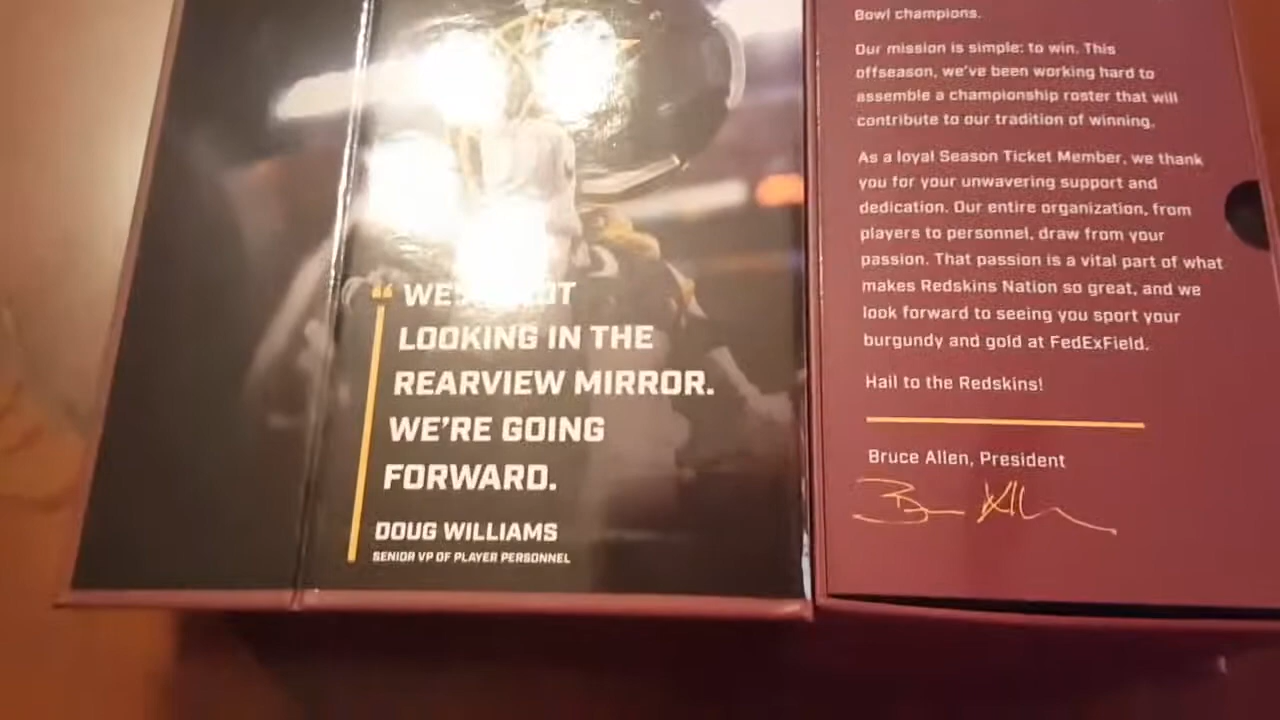 “ WE'RE NOT
LOOKING IN THE
REARVIEW MIRROR.
WE'RE GOING
FORWARD.
DOUG WILLIAMS
SENIOR VP OF PLAYER PERSONNEL
Bowl champions.
Our mission is simple: to win. This
offseason, we've been working hard to
assemble a championship roster that will
contribute to our tradition of winning.
As a loyal Season Ticket Member, we thank
you for your unwavering support and
dedication. Our entire organization, from
players to personnel, draw from your
passion. That passion is a vital part of what
makes Redskins Nation so great, and we
look forward to seeing you sport your
burgundy and gold at FedExField.
Hail to the Redskins!
Bruce Allen, President